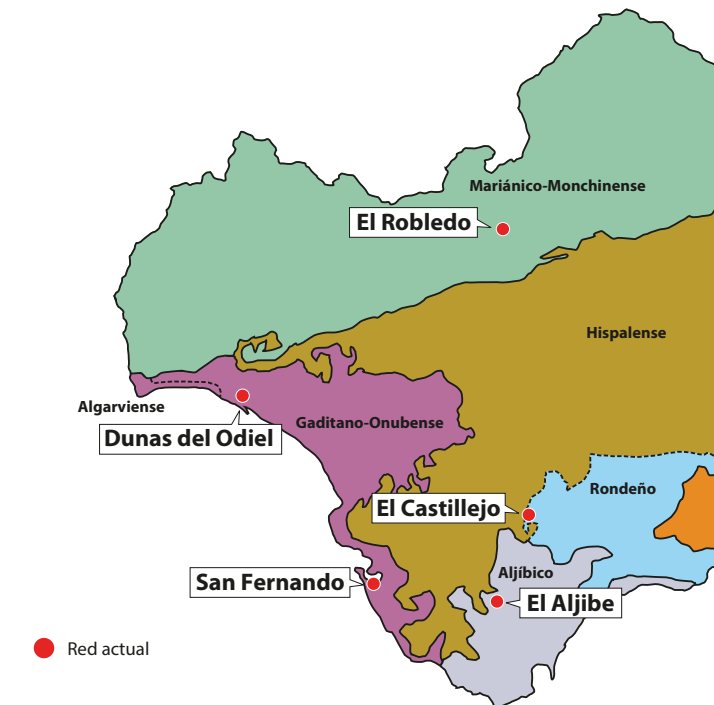 Mariánico-Monchinense
El Robledo
Hispalense
Algarviense
Gaditano-Onubense
Dunas del Odiel
Rondeño
El Castillejo
Aljíbico
San Fernando
El Aljibe
Red actual